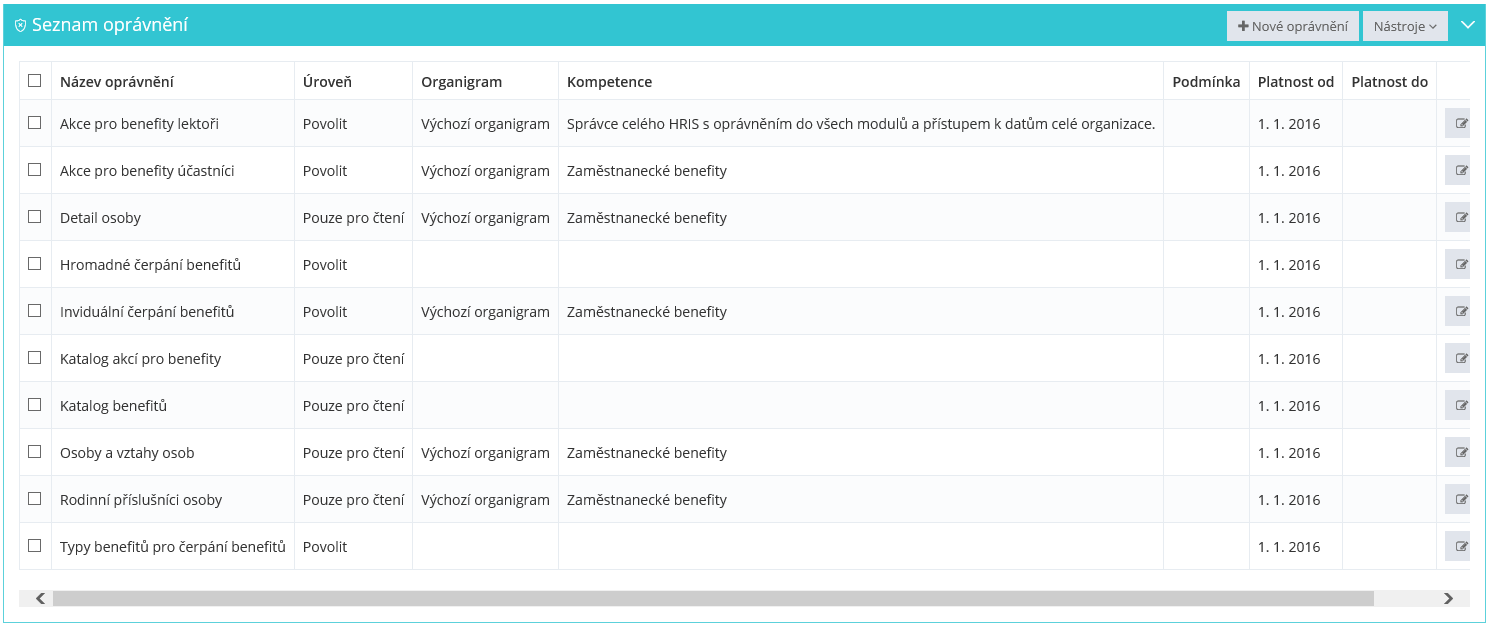 Seznam oprávnění
Nové oprávnění Nástroje
Název oprávnění Úroveň Organigram Kompetence Podmínka Platnost od Platnost do
Akce pro benefity lektoři Povolit Výchozí organigram Správce celého HRIS s oprávněním do všech modulů a přístupem k datům celé organizace. 1. 1. 2016
Akce pro benefity účastníci Povolit Výchozí organigram Zaměstnanecké benefity 1. 1. 2016
Detail osoby Pouze pro čtení Výchozí organigram Zaměstnanecké benefity 1. 1. 2016
Hromadné čerpání benefitů Povolit 1. 1. 2016
Inviduální čerpání benefitů Povolit Výchozí organigram Zaměstnanecké benefity 1. 1. 2016
Katalog akcí pro benefity Pouze pro čtení 1. 1. 2016
Katalog benefitů Pouze pro čtení 1. 1. 2016
Osoby a vztahy osob Pouze pro čtení Výchozí organigram Zaměstnanecké benefity 1. 1. 2016
Rodinní příslušníci osoby Pouze pro čtení Výchozí organigram Zaměstnanecké benefity 1. 1. 2016
Typy benefitů pro čerpání benefitů Povolit 1. 1. 2016